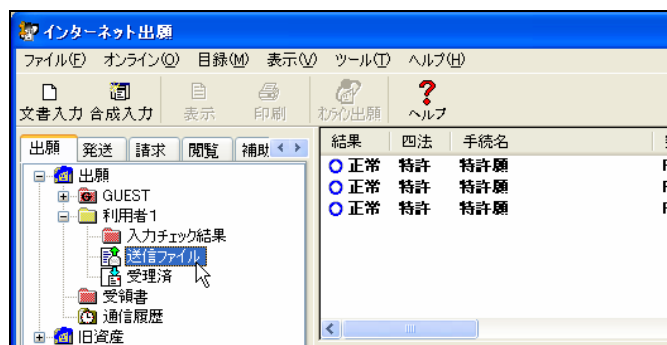 インターネット出願
ファイル(F) オンライン(O) 目録(M) 表示(V) ツール(T) ヘルプ(H)
文書入力 合成入力 表示 印刷 オンライン出願 ヘルプ
出願 発送 請求 閲覧 補助
結果 四法 手続名
出願
正常 特許 特許願
GUEST
正常 特許 特許願
利用者1
正常 特許 特許願
入力チェック結果
送信ファイル
受理済
受領書
通信履歴
旧資産